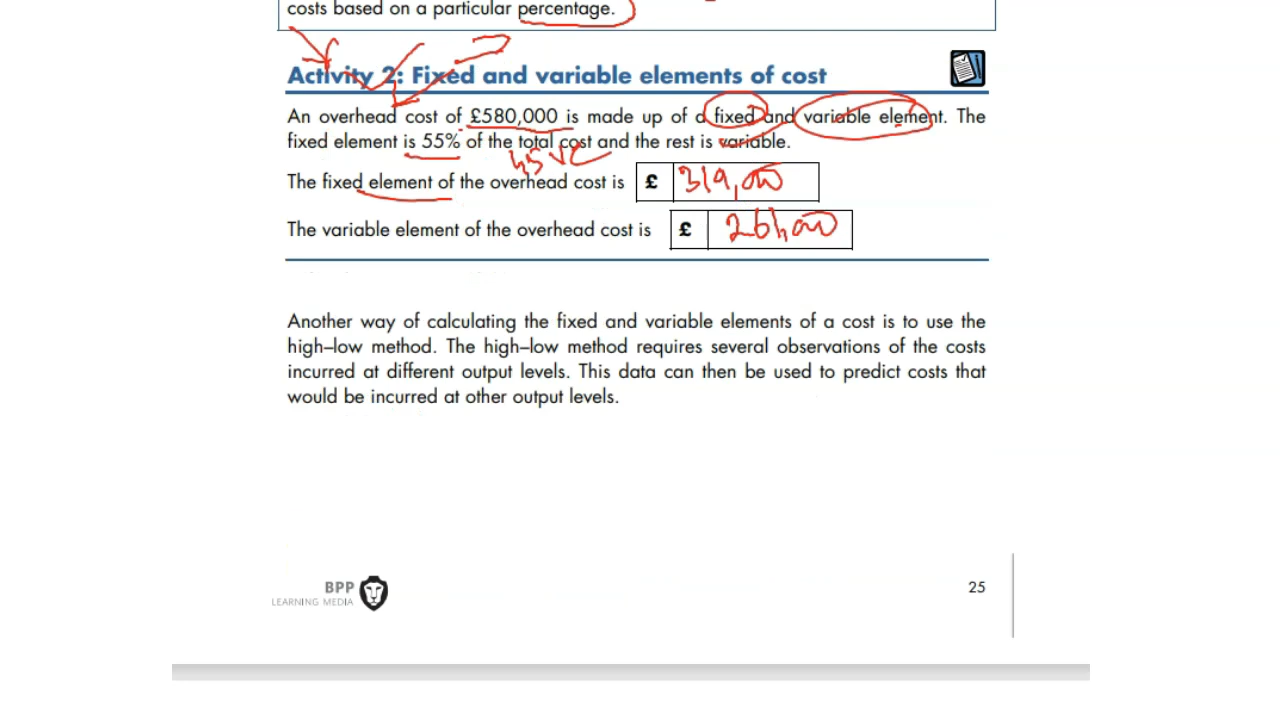 costs based on a particular percentage.
Activity 2: Fixed and variable elements of cost
An overhead cost of £580,000 is made up of a fixed and variable element. The
fixed element is 55% of the total cost and the rest is variable.
45 VC
The fixed element of the overhead cost is £ 319,000
The variable element of the overhead cost is £ 261,000
Another way of calculating the fixed and variable elements of a cost is to use the
high–low method. The high–low method requires several observations of the costs
incurred at different output levels. This data can then be used to predict costs that
would be incurred at other output levels.
BPP
LEARNING MEDIA
25